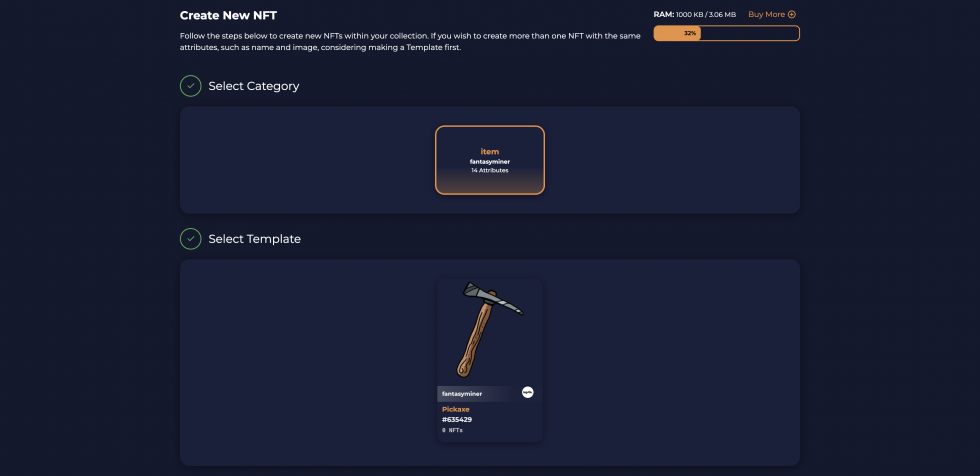 Create New NFT
RAM: 1000 KB / 3.06 MB Buy More
Follow the steps below to create new NFTs within your collection. If you wish to create more than one NFT with the same
attributes, such as name and image, considering making a Template first.
32%
Select Category
item
fantasyminer
14 Attributes
Select Template
fantasyminer
Pickaxe
#635429
0 NFTs